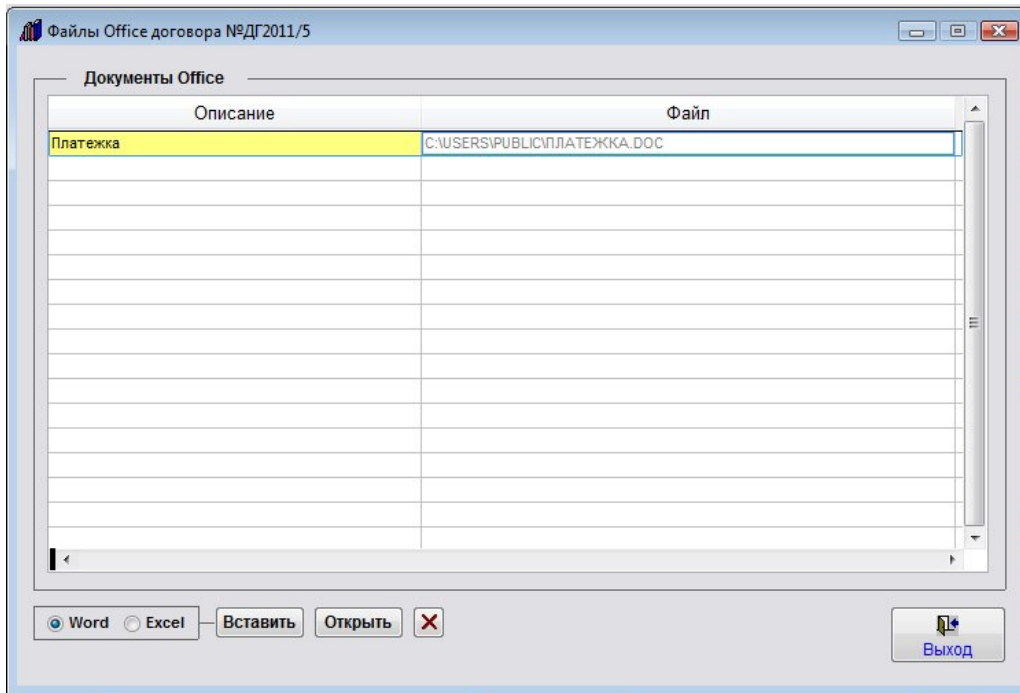 Файлы Office договора №ДГ2011/5
Документы Office
Описание Файл
Платежка C:\USERS\PUBLIC\ПЛАТЕЖКА.DOC
Word Excel Вставить Открыть
Выход